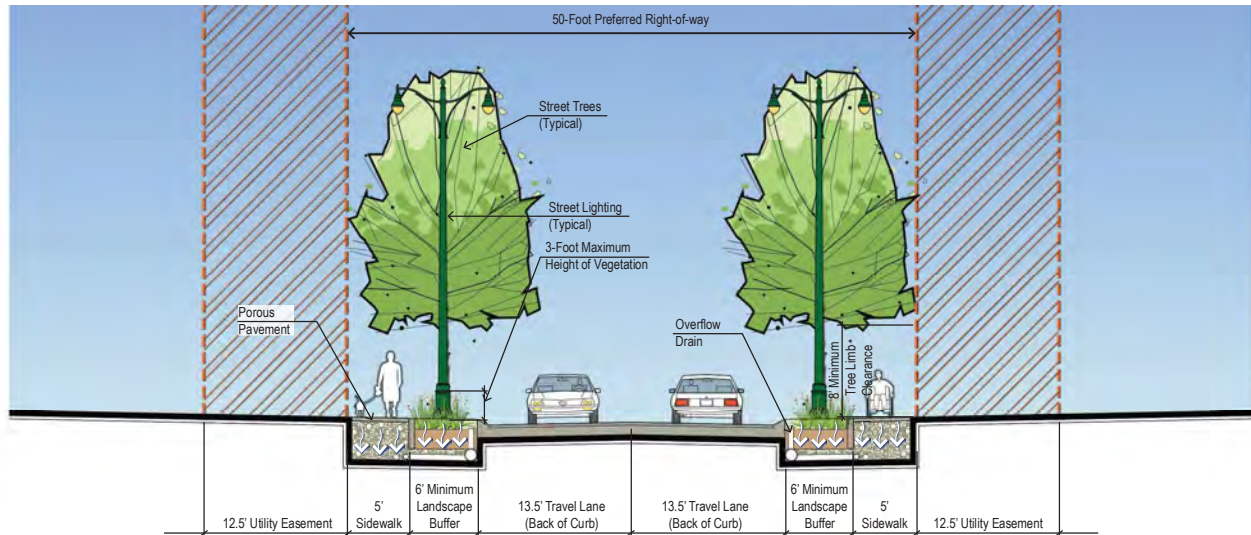 50-Foot Preferred Right-of-way
Street Trees
(Typical)
Street Lighting
(Typical)
3-Foot Maximum
Height of Vegetation
Porous
Pavement
Overflow
Drain
8' Minimum
Tree Limb
Clearance
12.5' Utility Easement
5'
Sidewalk
6' Minimum
Landscape
Buffer
13.5' Travel Lane
(Back of Curb)
13.5' Travel Lane
(Back of Curb)
6' Minimum
Landscape
Buffer
5'
Sidewalk
12.5' Utility Easement